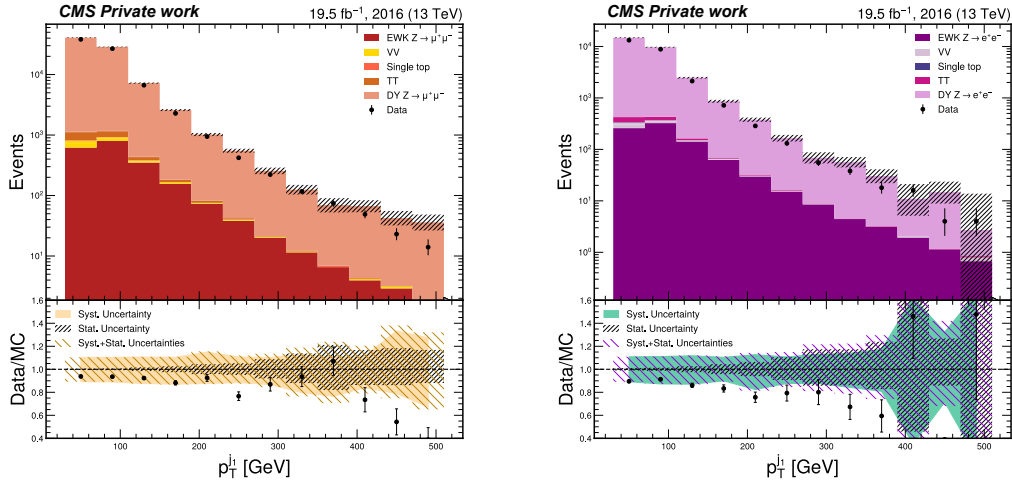 CMS Private work
19.5 fb⁻¹, 2016 (13 TeV)
EWK Z → μ⁺μ⁻
VV
Single top
TT
DY Z → μ⁺μ⁻
Data
Events
10⁴
10³
10²
10¹
Syst. Uncertainty
Stat. Uncertainty
Syst.+Stat. Uncertainties
Data/MC
1.6
1.4
1.2
1.0
0.8
0.6
0.4
100
200
300
400
500
p_T^{j₁} [GeV]
CMS Private work
19.5 fb⁻¹, 2016 (13 TeV)
EWK Z → e⁺e⁻
VV
Single top
TT
DY Z → e⁺e⁻
Data
Events
10⁴
10³
10²
10¹
10⁰
Syst. Uncertainty
Stat. Uncertainty
Syst.+Stat. Uncertainties
Data/MC
1.6
1.4
1.2
1.0
0.8
0.6
0.4
100
200
300
400
500
p_T^{j₁} [GeV]